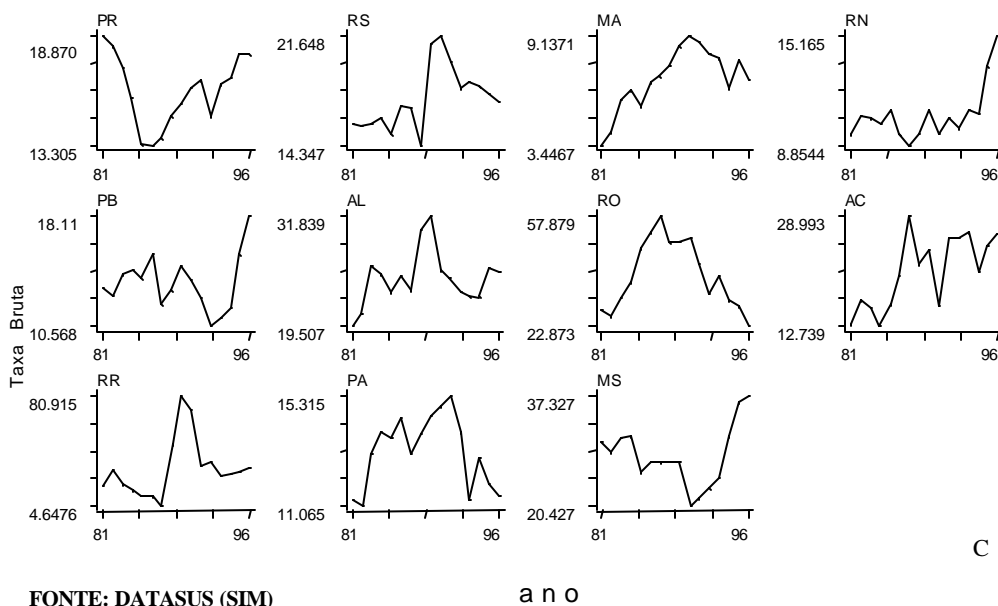 PR RS MA RN
18.870 21.648 9.1371 15.165
13.305 14.347 3.4467 8.8544
81 96 81 96 81 96 81 96
PB AL RO AC
18.11 31.839 57.879 28.993
10.568 19.507 22.873 12.739
81 96 81 96 81 96 81 96
RR PA MS
80.915 15.315 37.327
4.6476 11.065 20.427
81 96 81 96 81 96
Taxa Bruta
C
ano
FONTE: DATASUS (SIM)